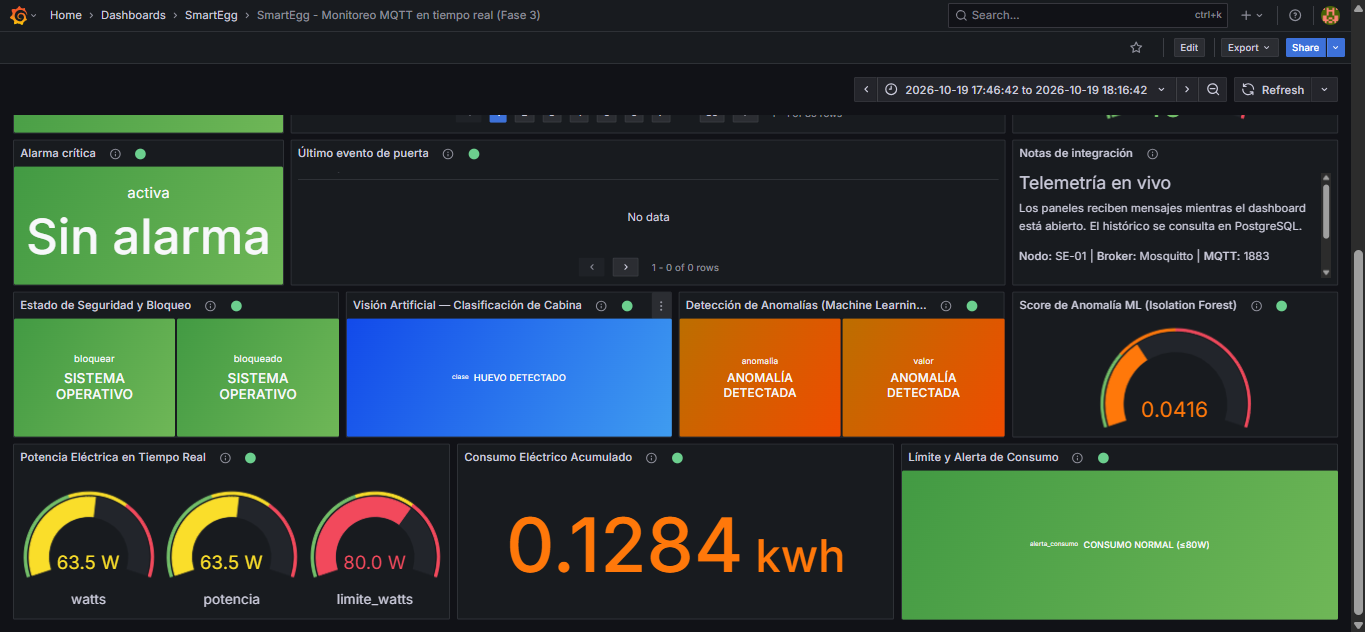 Home > Dashboards > SmartEgg > SmartEgg - Monitoreo MQTT en tiempo real (Fase 3)
Search... ctrl+k
Edit Export Share
2026-10-19 17:46:42 to 2026-10-19 18:16:42 Refresh
Alarma crítica
activa
Sin alarma
Último evento de puerta
No data
1 - 0 of 0 rows
Notas de integración
Telemetría en vivo
Los paneles reciben mensajes mientras el dashboard
está abierto. El histórico se consulta en PostgreSQL.
Nodo: SE-01 | Broker: Mosquitto | MQTT: 1883
Estado de Seguridad y Bloqueo
bloquear
SISTEMA
OPERATIVO
bloqueado
SISTEMA
OPERATIVO
Visión Artificial — Clasificación de Cabina
clase HUEVO DETECTADO
Detección de Anomalías (Machine Learnin...
anomalia
ANOMALÍA
DETECTADA
valor
ANOMALÍA
DETECTADA
Score de Anomalía ML (Isolation Forest)
0.0416
Potencia Eléctrica en Tiempo Real
63.5 W
watts
63.5 W
potencia
80.0 W
limite_watts
Consumo Eléctrico Acumulado
0.1284 kwh
Límite y Alerta de Consumo
alerta_consumo CONSUMO NORMAL (≤80W)